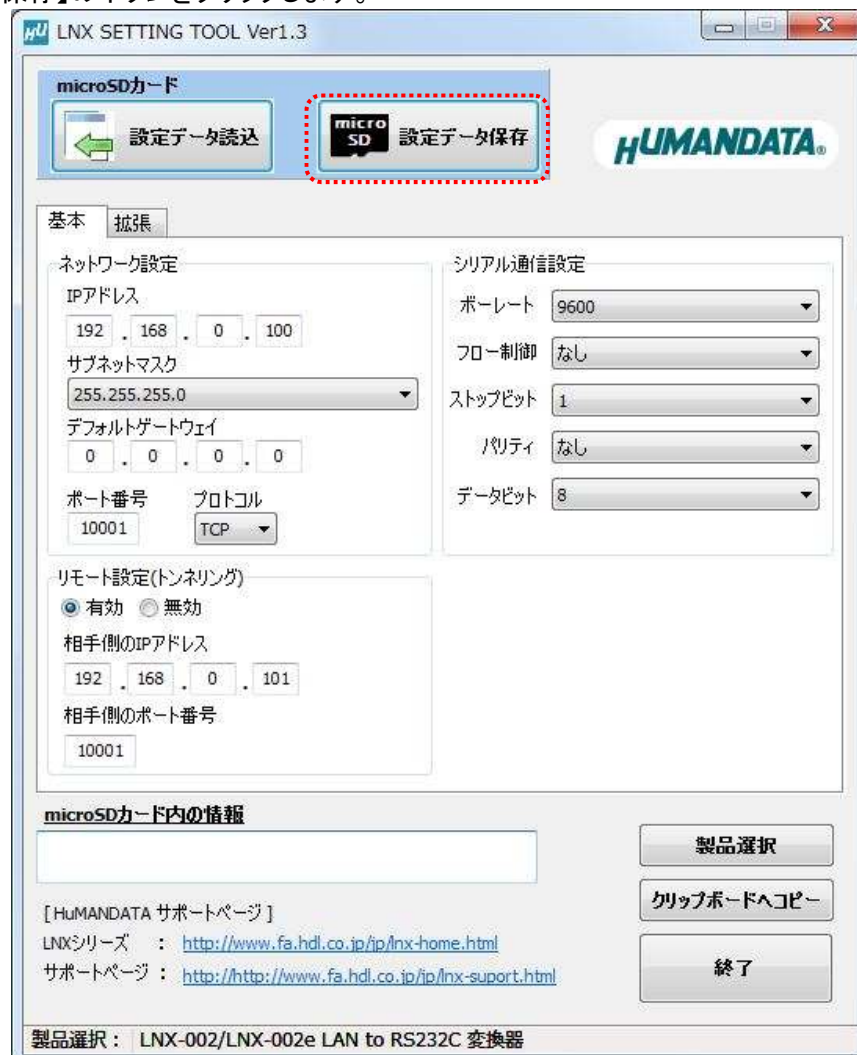 保存】のボタンをクリックします。
LNX SETTING TOOL Ver1.3
microSDカード
設定データ読込
micro SD 設定データ保存
HUMANDATA®
基本 拡張
ネットワーク設定
IPアドレス
192 . 168 . 0 . 100
サブネットマスク
255.255.255.0
デフォルトゲートウェイ
0 . 0 . 0 . 0
ポート番号 プロトコル
10001 TCP
シリアル通信設定
ボーレート 9600
フロー制御 なし
ストップビット 1
パリティ なし
データビット 8
リモート設定(トンネリング)
有効 無効
相手側のIPアドレス
192 . 168 . 0 . 101
相手側のポート番号
10001
microSDカード内の情報
製品選択
クリップボードへコピー
終了
[HuMANDATA サポートページ]
LNXシリーズ : http://www.fa.hdl.co.jp/jp/lnx-home.html
サポートページ : http://http://www.fa.hdl.co.jp/jp/lnx-suport.html
製品選択: LNX-002/LNX-002e LAN to RS232C 変換器